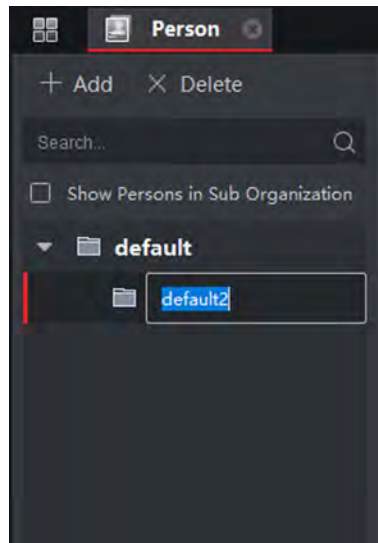 Person
Add Delete
Search...
Show Persons in Sub Organization
default
default2